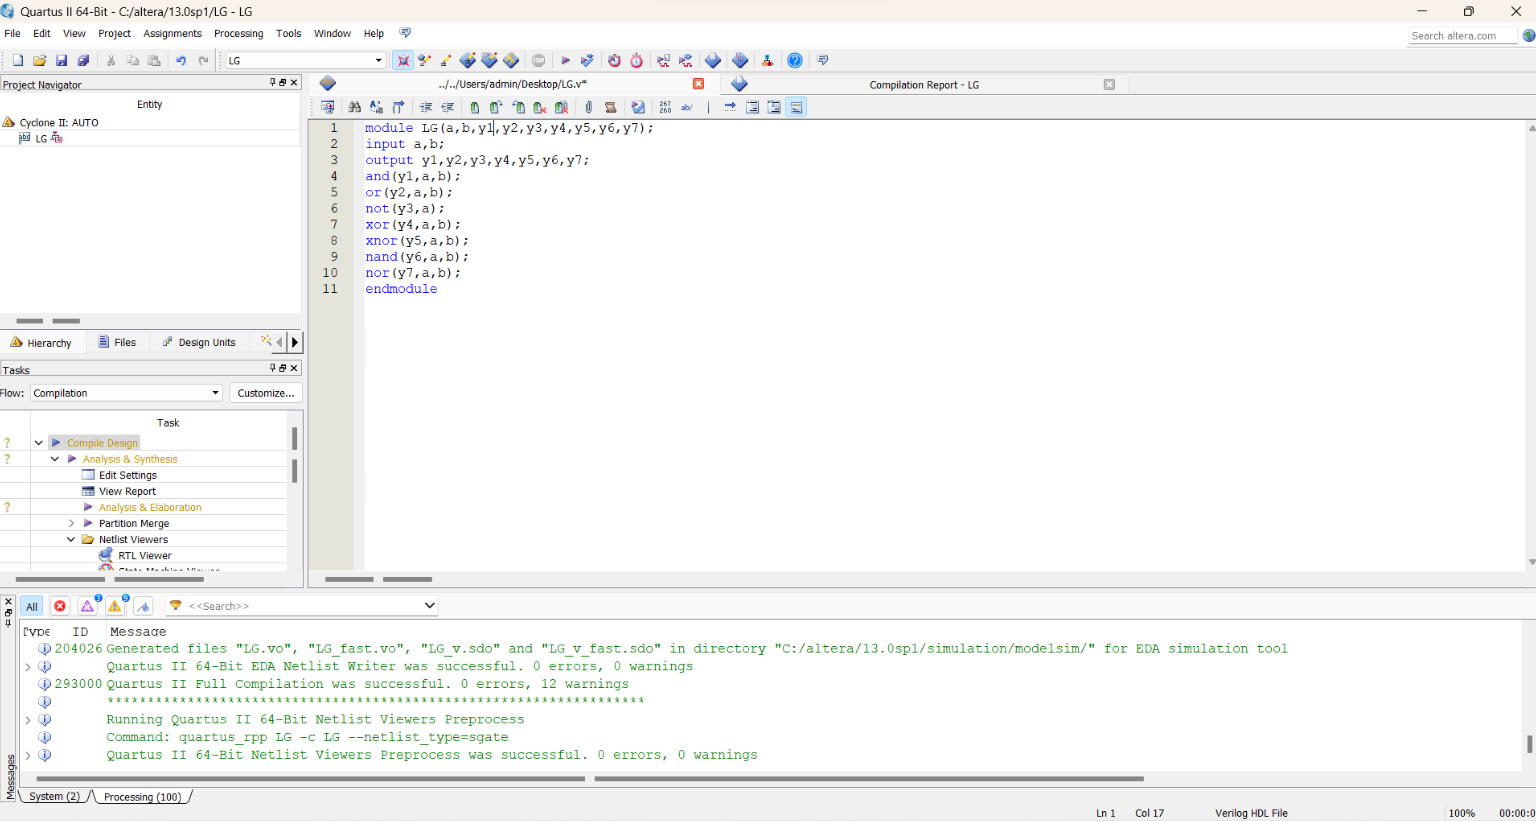 Quartus II 64-Bit - C:/altera/13.0sp1/LG - LG
File Edit View Project Assignments Processing Tools Window Help
Search altera.com
LG
Project Navigator
Entity
Cyclone II: AUTO
LG
Hierarchy Files Design Units
Tasks
Flow: Compilation Customize...
Task
Compile Design
Analysis & Synthesis
Edit Settings
View Report
Analysis & Elaboration
Partition Merge
Netlist Viewers
RTL Viewer
State Machine Viewer
../../Users/admin/Desktop/LG.v*
Compilation Report - LG
267
268
ab/
1 module LG(a,b,y1,y2,y3,y4,y5,y6,y7);
2 input a,b;
3 output y1,y2,y3,y4,y5,y6,y7;
4 and(y1,a,b);
5 or(y2,a,b);
6 not(y3,a);
7 xor(y4,a,b);
8 xnor(y5,a,b);
9 nand(y6,a,b);
10 nor(y7,a,b);
11 endmodule
All <<Search>>
Type ID Message
204026 Generated files "LG.vo", "LG_fast.vo", "LG_v.sdo" and "LG_v_fast.sdo" in directory "C:/altera/13.0sp1/simulation/modelsim/" for EDA simulation tool
Quartus II 64-Bit EDA Netlist Writer was successful. 0 errors, 0 warnings
293000 Quartus II Full Compilation was successful. 0 errors, 12 warnings
*******************************************************************
Running Quartus II 64-Bit Netlist Viewers Preprocess
Command: quartus_rpp LG -c LG --netlist_type=sgate
Quartus II 64-Bit Netlist Viewers Preprocess was successful. 0 errors, 0 warnings
Messages
System (2) Processing (100)
Ln 1 Col 17 Verilog HDL File 100% 00:00:0